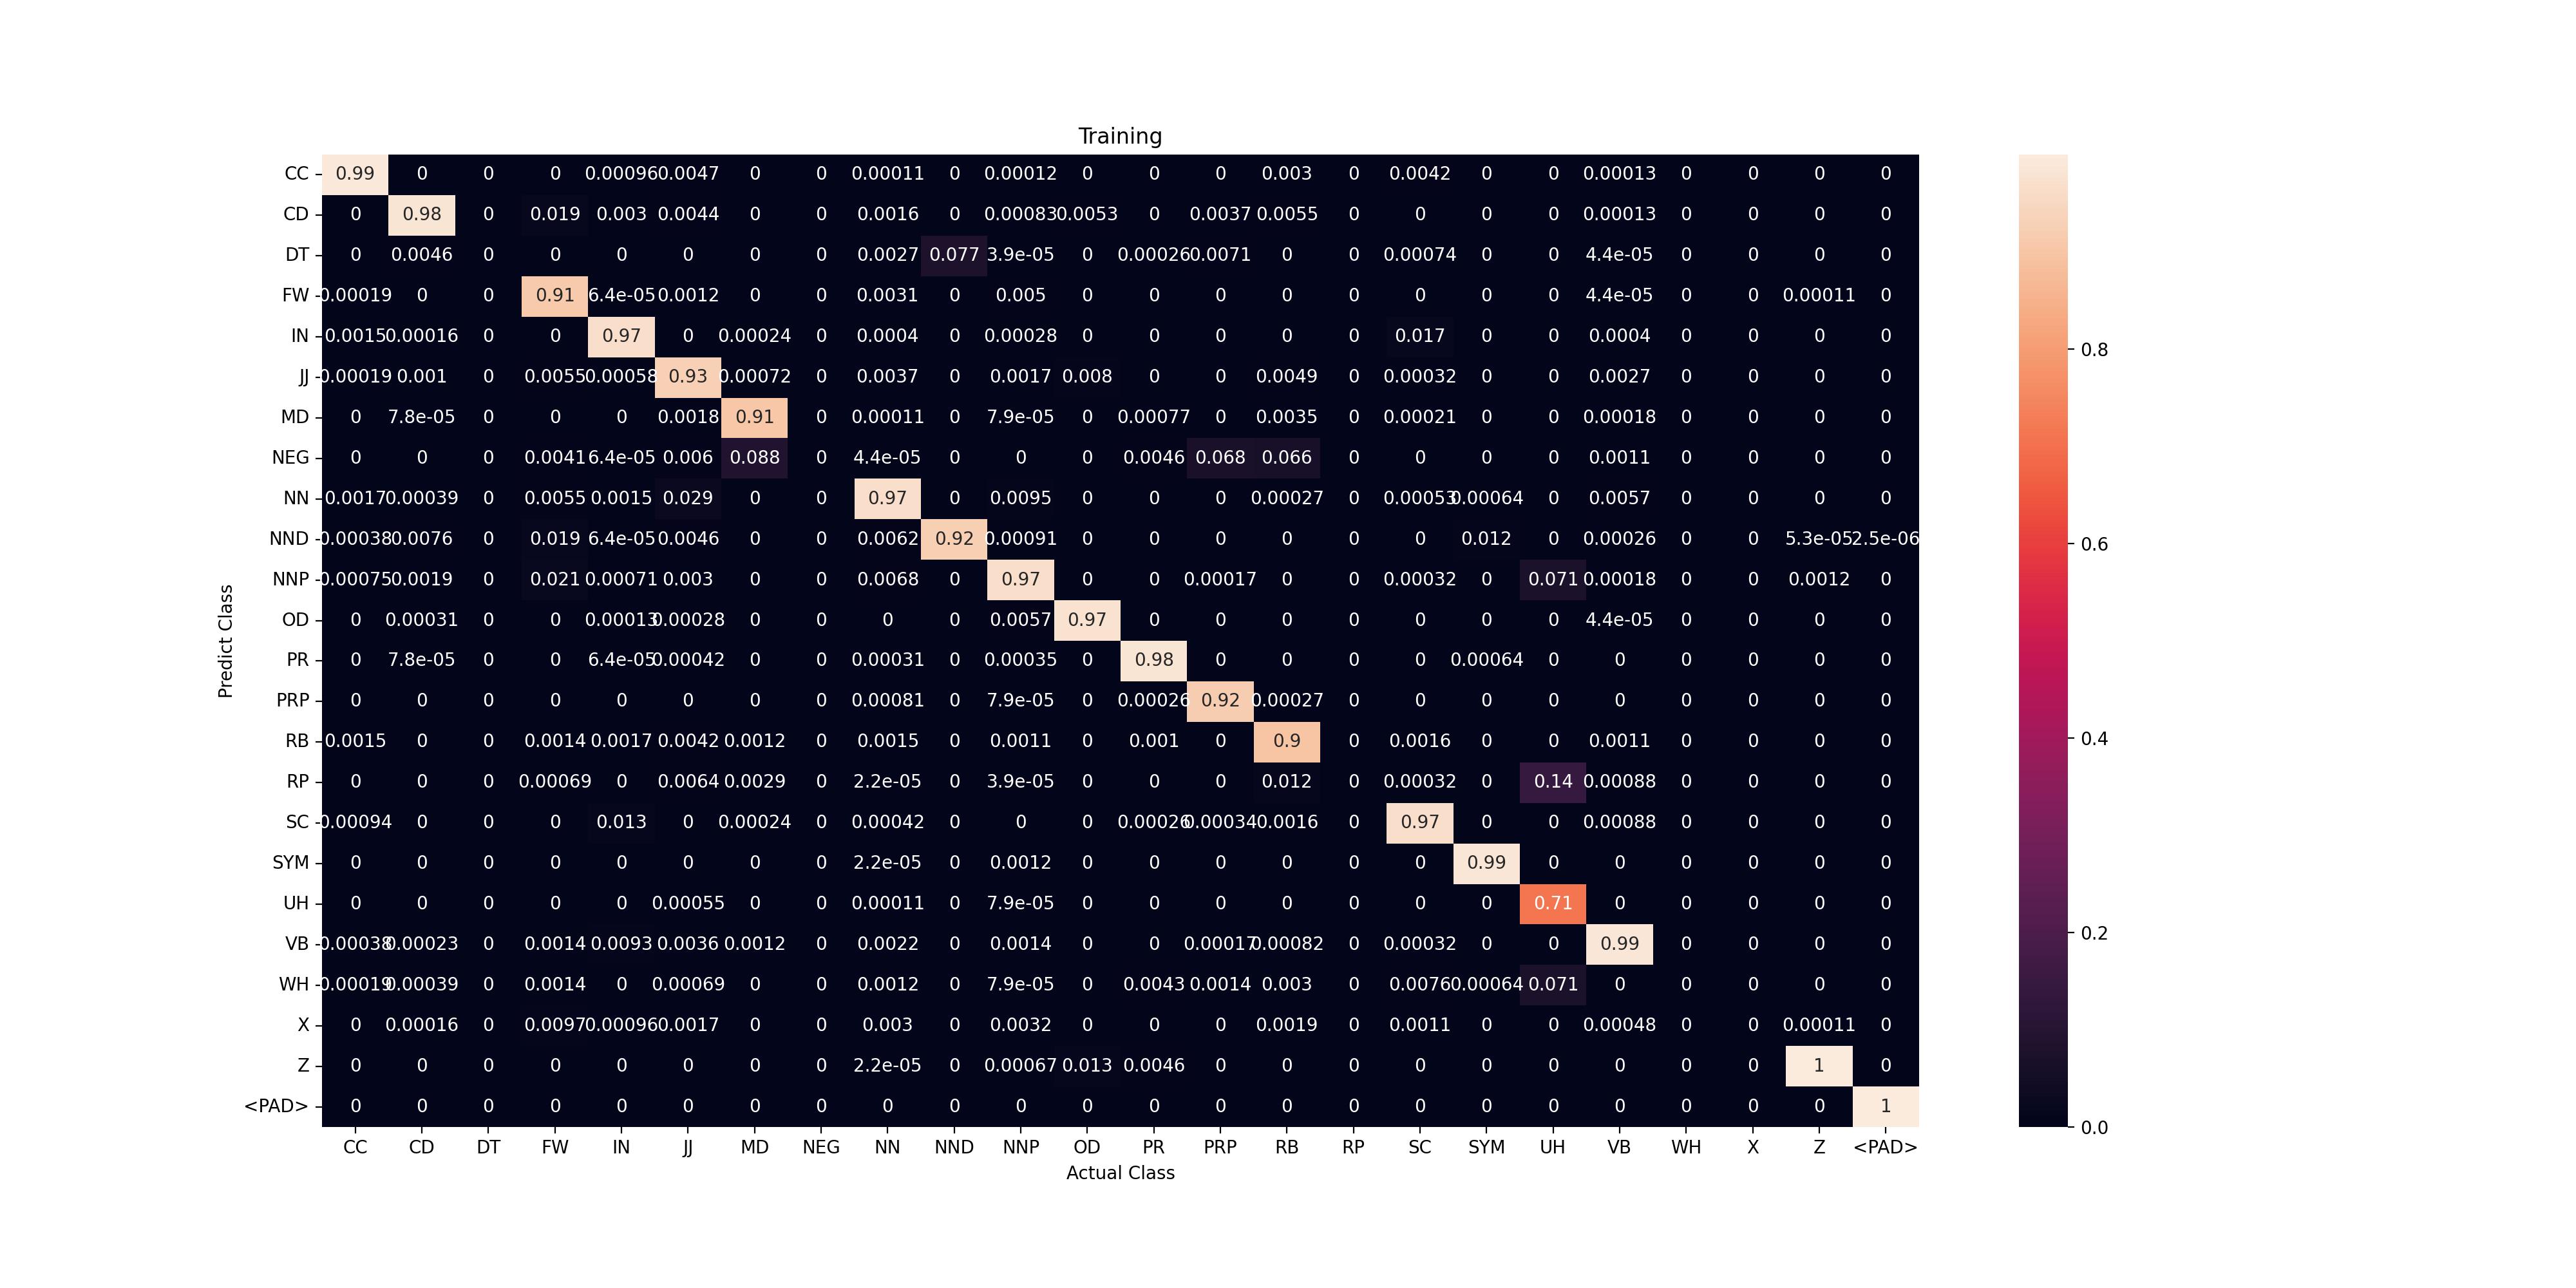 Training
CC 0.99 0 0 0 0.00096 0.0047 0 0 0.00011 0 0.00012 0 0 0 0.003 0 0.0042 0 0 0.00013 0 0 0 0
CD 0 0.98 0 0.019 0.003 0.0044 0 0 0.0016 0 0.00083 0.0053 0 0.0037 0.0055 0 0 0 0 0.00013 0 0 0 0
DT 0 0.0046 0 0 0 0 0 0 0.0027 0.077 3.9e-05 0 0.00026 0.0071 0 0 0.00074 0 0 4.4e-05 0 0 0 0
FW 0.00019 0 0 0.91 6.4e-05 0.0012 0 0 0.0031 0 0.005 0 0 0 0 0 0 0 0 4.4e-05 0 0 0.00011 0
IN 0.0015 0.00016 0 0 0.97 0 0.00024 0 0.0004 0 0.00028 0 0 0 0 0 0.017 0 0 0.0004 0 0 0 0
JJ 0.00019 0.001 0 0.0055 0.00058 0.93 0.00072 0 0.0037 0 0.0017 0.008 0 0 0.0049 0 0.00032 0 0 0.0027 0 0 0 0
MD 0 7.8e-05 0 0 0 0.0018 0.91 0 0.00011 0 7.9e-05 0 0.00077 0 0.0035 0 0.00021 0 0 0.00018 0 0 0 0
NEG 0 0 0 0.0041 6.4e-05 0.006 0.088 0 4.4e-05 0 0 0 0.0046 0.068 0.066 0 0 0 0 0.0011 0 0 0 0
NN 0.0017 0.00039 0 0.0055 0.0015 0.029 0 0 0.97 0 0.0095 0 0 0 0.00027 0 0.00053 0.00064 0 0.0057 0 0 0 0
NND 0.00038 0.0076 0 0.019 6.4e-05 0.0046 0 0 0.0062 0.92 0.00091 0 0 0 0 0 0 0.012 0 0.00026 0 0 5.3e-05 2.5e-06
NNP 0.00075 0.0019 0 0.021 0.00071 0.003 0 0 0.0068 0 0.97 0 0 0.00017 0 0 0.00032 0 0.071 0.00018 0 0 0.0012 0
OD 0 0.00031 0 0 0.00013 0.00028 0 0 0 0 0.0057 0.97 0 0 0 0 0 0 0 4.4e-05 0 0 0 0
PR 0 7.8e-05 0 0 6.4e-05 0.00042 0 0 0.00031 0 0.00035 0 0.98 0 0 0 0 0.00064 0 0 0 0 0 0
PRP 0 0 0 0 0 0 0 0 0.00081 0 7.9e-05 0 0.00026 0.92 0.00027 0 0 0 0 0 0 0 0 0
RB 0.0015 0 0 0.0014 0.0017 0.0042 0.0012 0 0.0015 0 0.0011 0 0.001 0 0.9 0 0.0016 0 0 0.0011 0 0 0 0
RP 0 0 0 0.00069 0 0.0064 0.0029 0 2.2e-05 0 3.9e-05 0 0 0 0.012 0 0.00032 0 0.14 0.00088 0 0 0 0
SC 0.00094 0 0 0 0.013 0 0.00024 0 0.00042 0 0 0 0.00026 0.00034 0.0016 0 0.97 0 0 0.00088 0 0 0 0
SYM 0 0 0 0 0 0 0 0 2.2e-05 0 0.0012 0 0 0 0 0 0 0.99 0 0 0 0 0 0
UH 0 0 0 0 0 0.00055 0 0 0.00011 0 7.9e-05 0 0 0 0 0 0 0 0.71 0 0 0 0 0
VB 0.00038 0.00023 0 0.0014 0.0093 0.0036 0.0012 0 0.0022 0 0.0014 0 0 0.00017 0.00082 0 0.00032 0 0 0.99 0 0 0 0
WH 0.00019 0.00039 0 0.0014 0 0.00069 0 0 0.0012 0 7.9e-05 0 0.0043 0.0014 0.003 0 0.0076 0.00064 0.071 0 0 0 0 0
X 0 0.00016 0 0.0097 0.00096 0.0017 0 0 0.003 0 0.0032 0 0 0 0.0019 0 0.0011 0 0 0.00048 0 0 0.00011 0
Z 0 0 0 0 0 0 0 0 2.2e-05 0 0.00067 0.013 0.0046 0 0 0 0 0 0 0 0 0 1 0
<PAD> 0 0 0 0 0 0 0 0 0 0 0 0 0 0 0 0 0 0 0 0 0 0 0 1
CC CD DT FW IN JJ MD NEG NN NND NNP OD PR PRP RB RP SC SYM UH VB WH X Z <PAD>
Actual Class
Predict Class
0.8
0.6
0.4
0.2
0.0